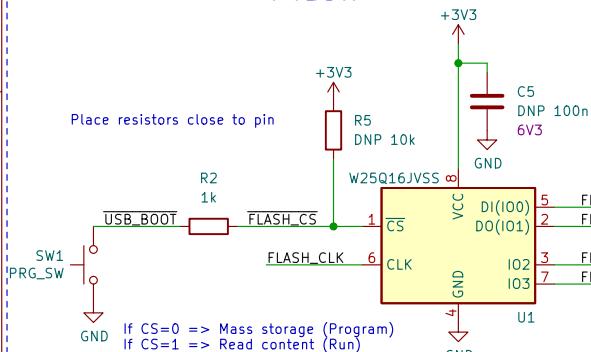 +3V3
+3V3
C5
DNP 100n
6V3
GND
Place resistors close to pin
R5
DNP 10k
R2
1k
W25Q16JVSS
8
VCC
USB_BOOT
FLASH_CS
1
CS
DI(IO0)
5
DO(IO1)
2
FLASH_CLK
6
CLK
IO2
3
IO3
7
SW1
PRG_SW
GND
4
U1
GND
If CS=0 => Mass storage (Program)
If CS=1 => Read content (Run)